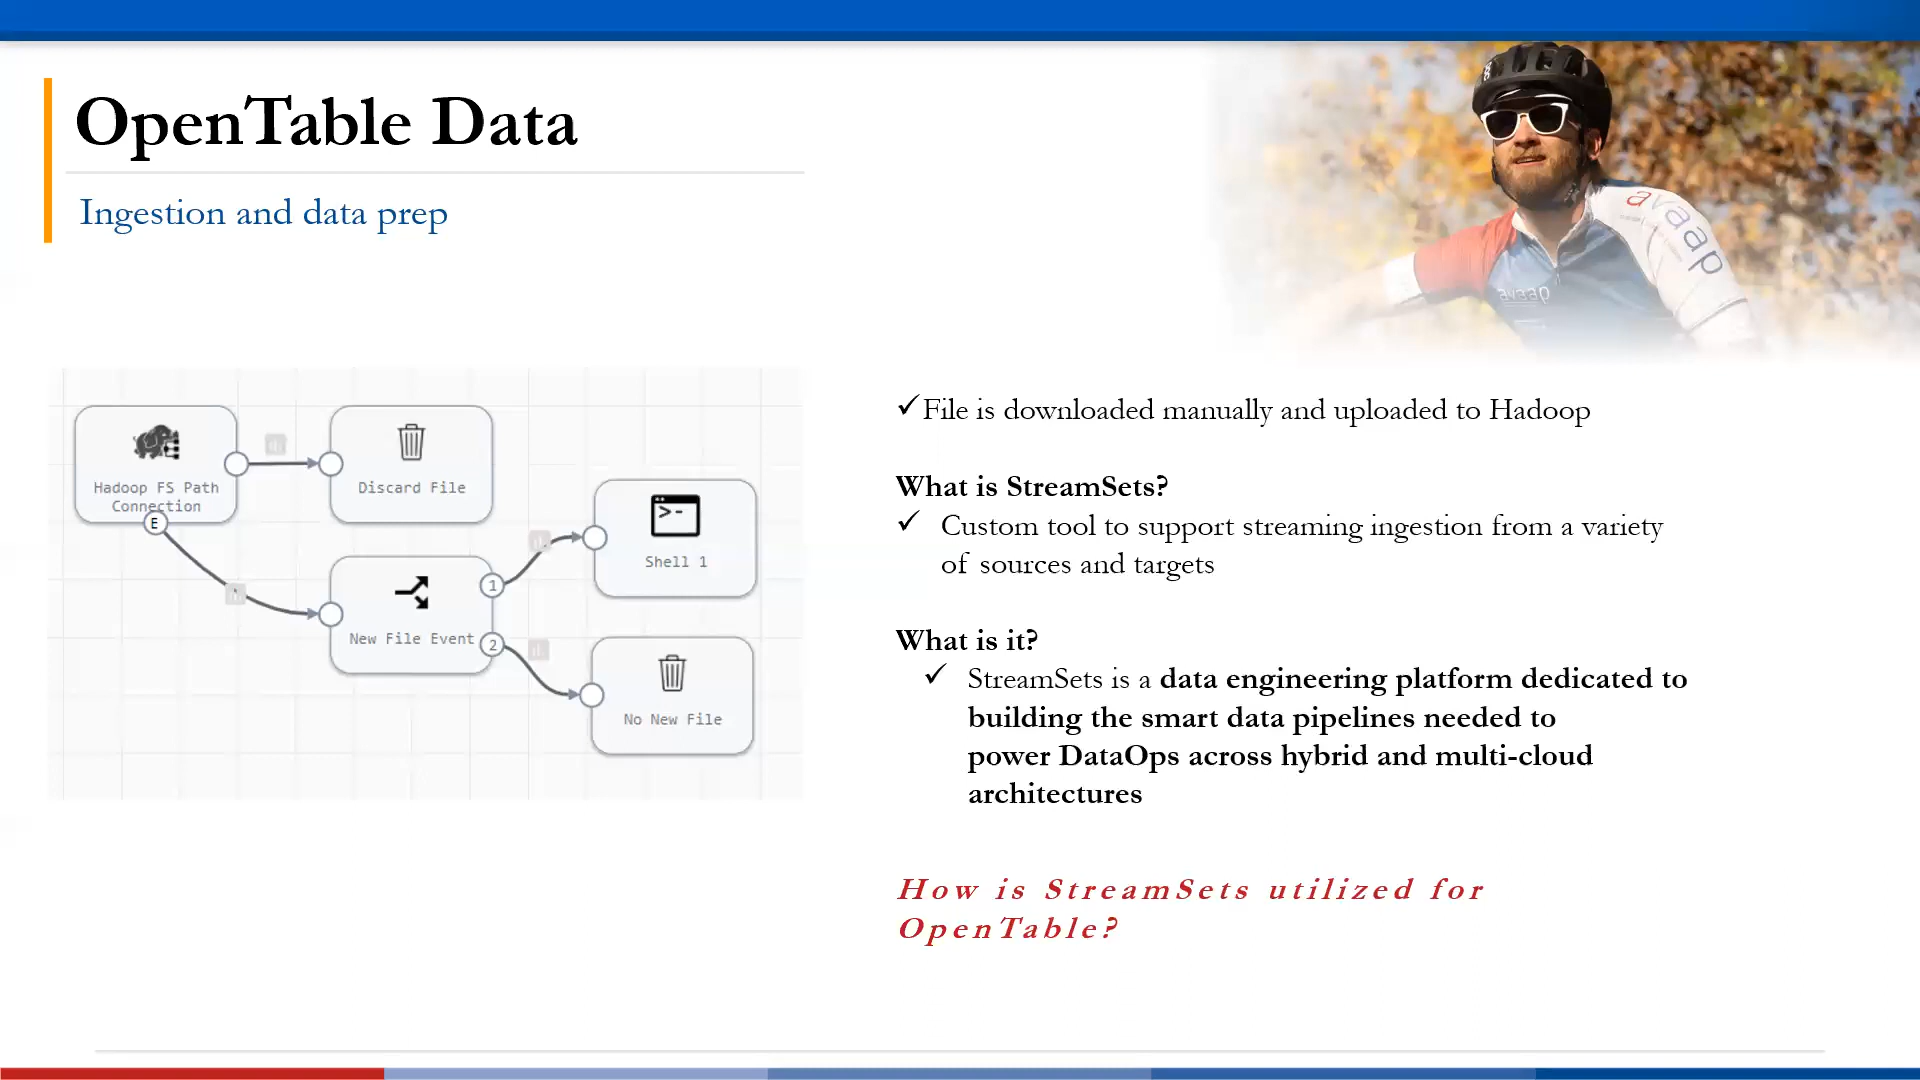 OpenTable Data
Ingestion and data prep
avaap
avaap
Hadoop FS Path
Connection
E
Discard File
New File Event
1
2
>-
Shell 1
No New File
✓File is downloaded manually and uploaded to Hadoop
What is StreamSets?
✓ Custom tool to support streaming ingestion from a variety
of sources and targets
What is it?
✓ StreamSets is a data engineering platform dedicated to
building the smart data pipelines needed to
power DataOps across hybrid and multi-cloud
architectures
How is StreamSets utilized for
OpenTable?